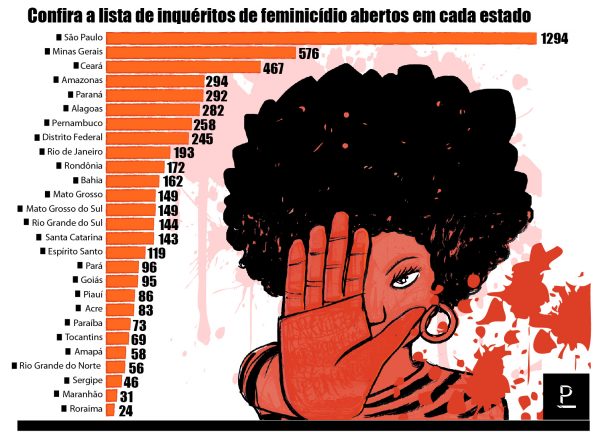 Confira a lista de inquéritos de feminicídio abertos em cada estado
São Paulo 1294
Minas Gerais 576
Ceará 467
Amazonas 294
Paraná 292
Alagoas 282
Pernambuco 258
Distrito Federal 245
Rio de Janeiro 193
Rondônia 172
Bahia 162
Mato Grosso 149
Mato Grosso do Sul 149
Rio Grande do Sul 144
Santa Catarina 143
Espírito Santo 119
Pará 96
Goiás 95
Piauí 86
Acre 83
Paraíba 73
Tocantins 69
Amapá 58
Rio Grande do Norte 56
Sergipe 46
Maranhão 31
Roraima 24
P